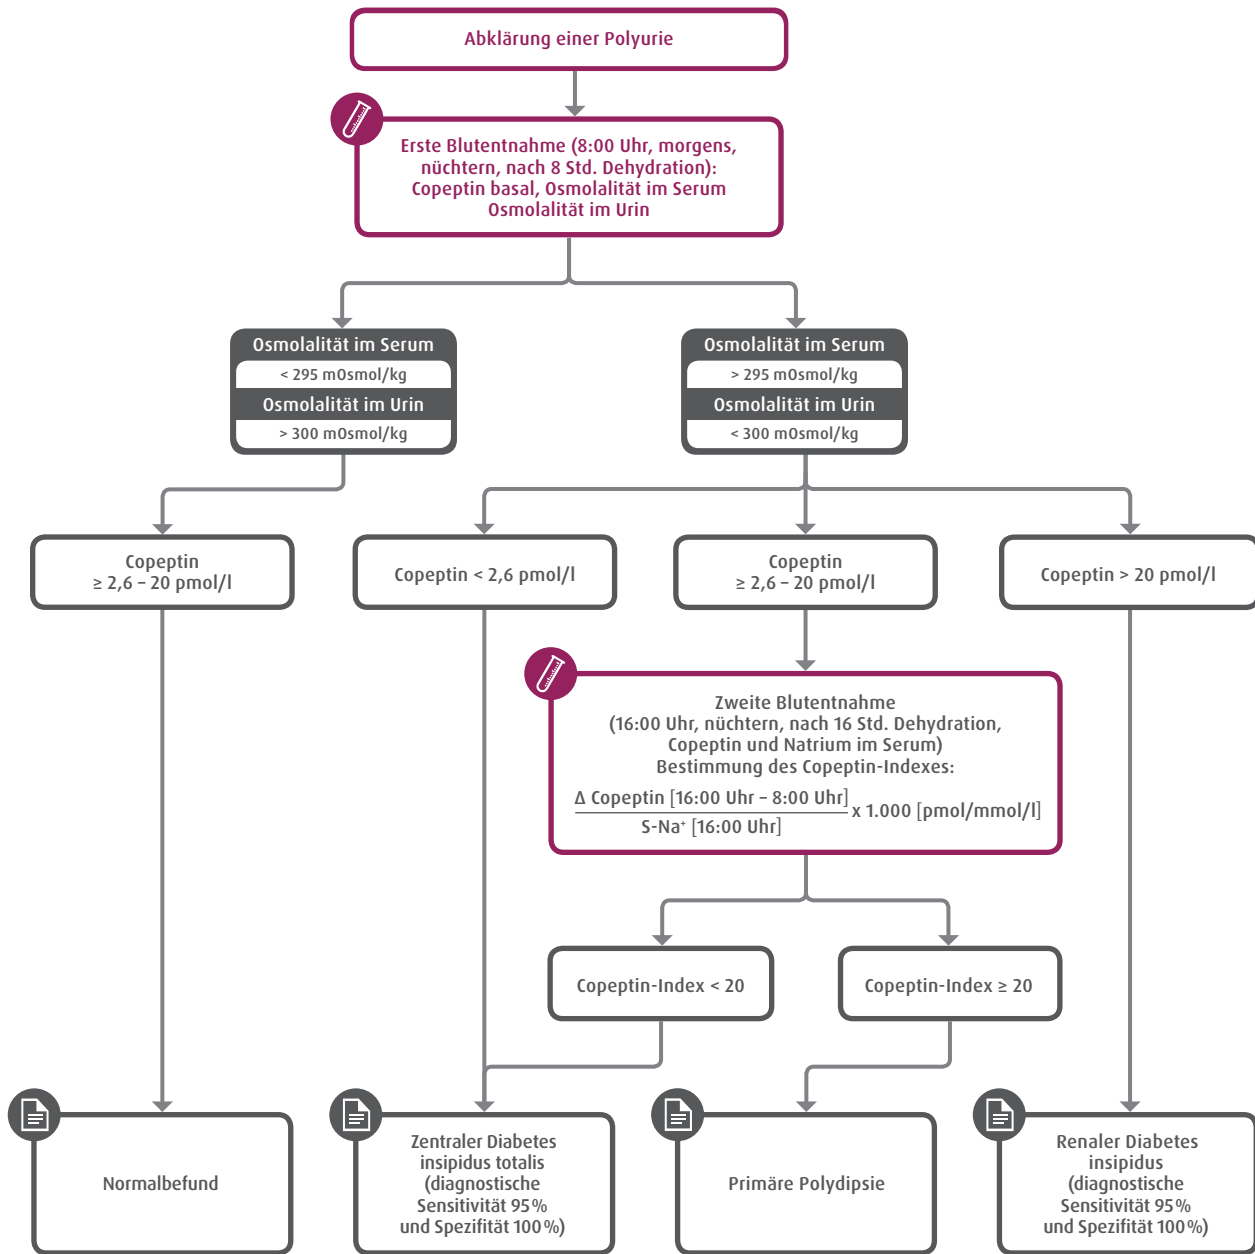 Abklärung einer Polyurie
Erste Blutentnahme (8:00 Uhr, morgens,
nüchtern, nach 8 Std. Dehydration):
Copeptin basal, Osmolalität im Serum
Osmolalität im Urin
Osmolalität im Serum
< 295 mOsmol/kg
Osmolalität im Urin
> 300 mOsmol/kg
Osmolalität im Serum
> 295 mOsmol/kg
Osmolalität im Urin
< 300 mOsmol/kg
Copeptin
≥ 2,6 – 20 pmol/l
Copeptin < 2,6 pmol/l
Copeptin
≥ 2,6 – 20 pmol/l
Copeptin > 20 pmol/l
Zweite Blutentnahme
(16:00 Uhr, nüchtern, nach 16 Std. Dehydration,
Copeptin und Natrium im Serum)
Bestimmung des Copeptin-Indexes:
Δ Copeptin [16:00 Uhr – 8:00 Uhr]
x 1.000 [pmol/mmol/l]
S-Na⁺ [16:00 Uhr]
Copeptin-Index < 20
Copeptin-Index ≥ 20
Normalbefund
Zentraler Diabetes
insipidus totalis
(diagnostische
Sensitivität 95%
und Spezifität 100%)
Primäre Polydipsie
Renaler Diabetes
insipidus
(diagnostische
Sensitivität 95%
und Spezifität 100%)